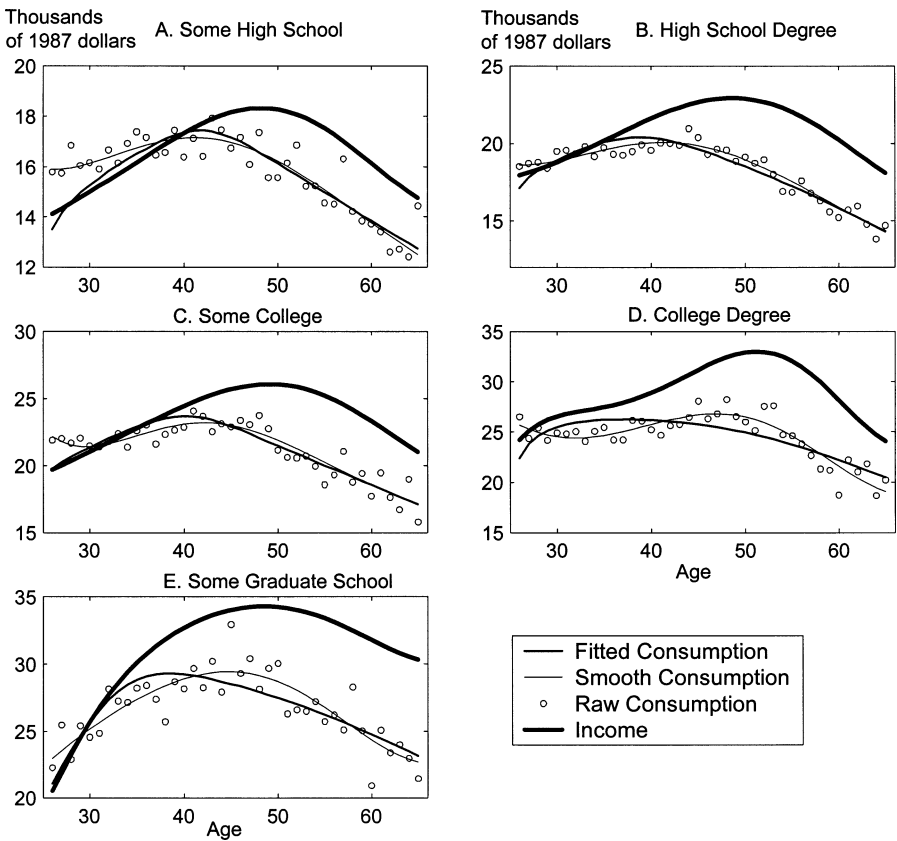 Thousands
of 1987 dollars
A. Some High School
20
18
16
14
12
30
40
50
60
Thousands
of 1987 dollars
B. High School Degree
25
20
15
30
40
50
60
C. Some College
30
25
20
15
30
40
50
60
D. College Degree
35
30
25
20
15
30
40
50
60
Age
E. Some Graduate School
35
30
25
20
30
40
50
60
Age
Fitted Consumption
Smooth Consumption
Raw Consumption
Income